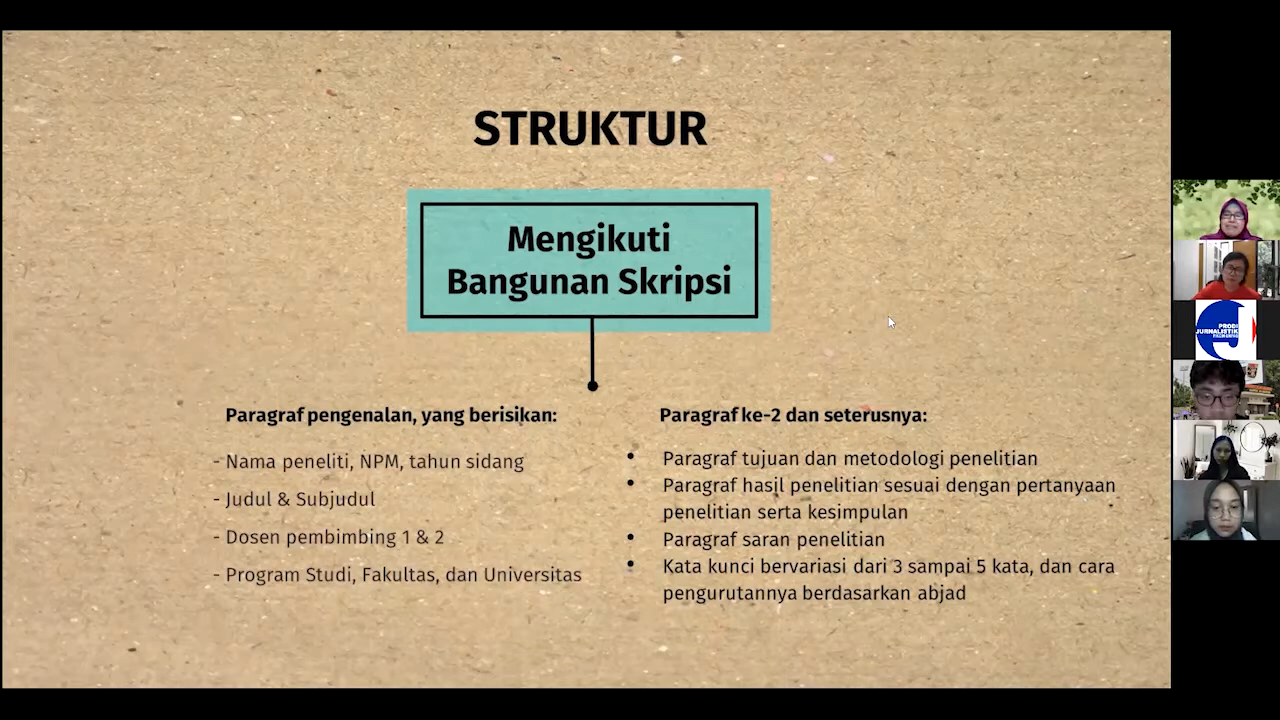 STRUKTUR
Mengikuti
Bangunan Skripsi
Paragraf pengenalan, yang berisikan:
- Nama peneliti, NPM, tahun sidang
- Judul & Subjudul
- Dosen pembimbing 1 & 2
- Program Studi, Fakultas, dan Universitas
Paragraf ke-2 dan seterusnya:
• Paragraf tujuan dan metodologi penelitian
• Paragraf hasil penelitian sesuai dengan pertanyaan
penelitian serta kesimpulan
• Paragraf saran penelitian
• Kata kunci bervariasi dari 3 sampai 5 kata, dan cara
pengurutannya berdasarkan abjad
PRODI
JURNALISTIK